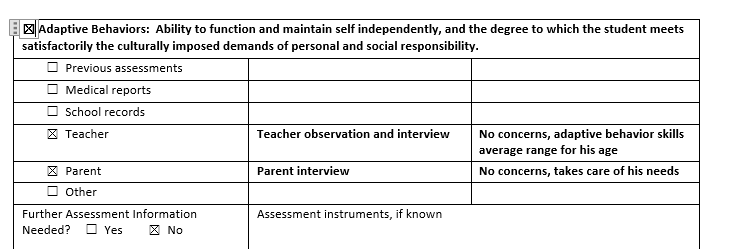 ☒ Adaptive Behaviors: Ability to function and maintain self independently, and the degree to which the student meets
satisfactorily the culturally imposed demands of personal and social responsibility.
☐ Previous assessments
☐ Medical reports
☐ School records
☒ Teacher
Teacher observation and interview
No concerns, adaptive behavior skills
average range for his age
☒ Parent
Parent interview
No concerns, takes care of his needs
☐ Other
Further Assessment Information
Needed? ☐ Yes ☒ No
Assessment instruments, if known